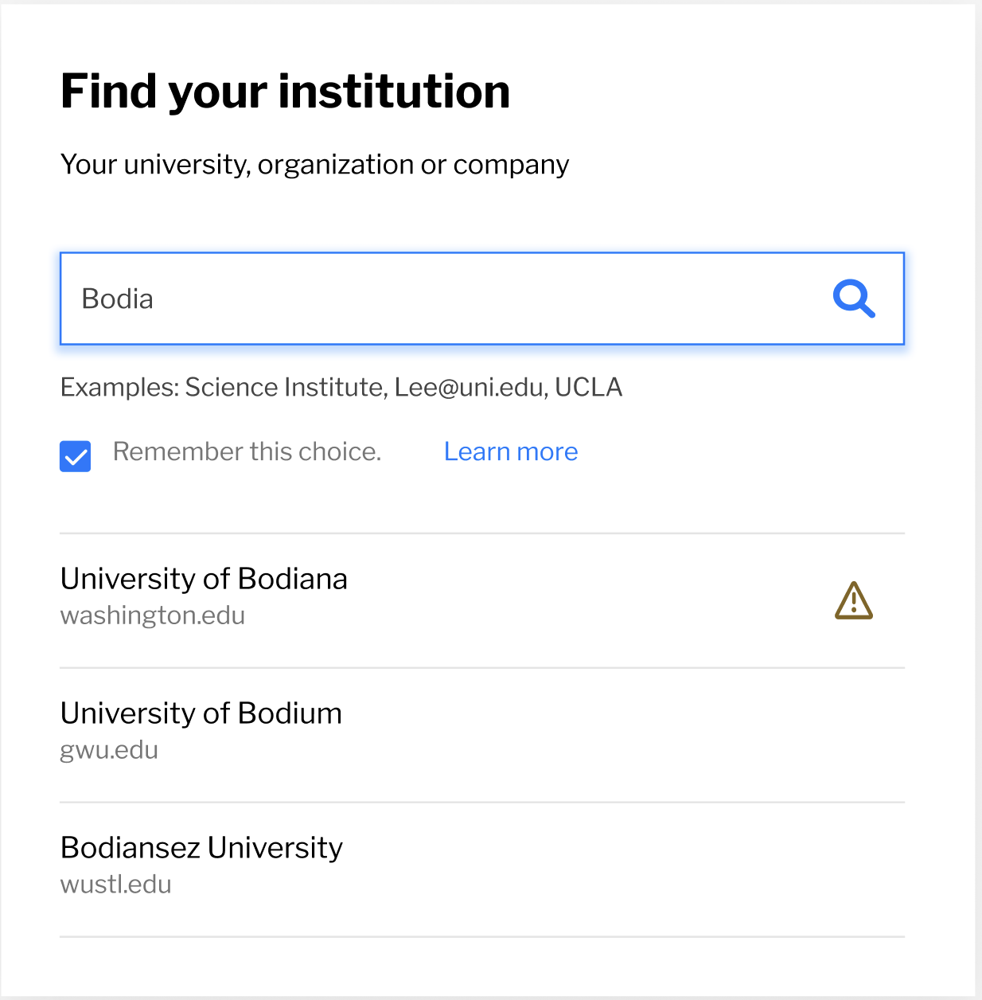 Find your institution
Your university, organization or company
Bodia
Examples: Science Institute, Lee@uni.edu, UCLA
Remember this choice. Learn more
University of Bodiana
washington.edu
University of Bodium
gwu.edu
Bodiansez University
wustl.edu